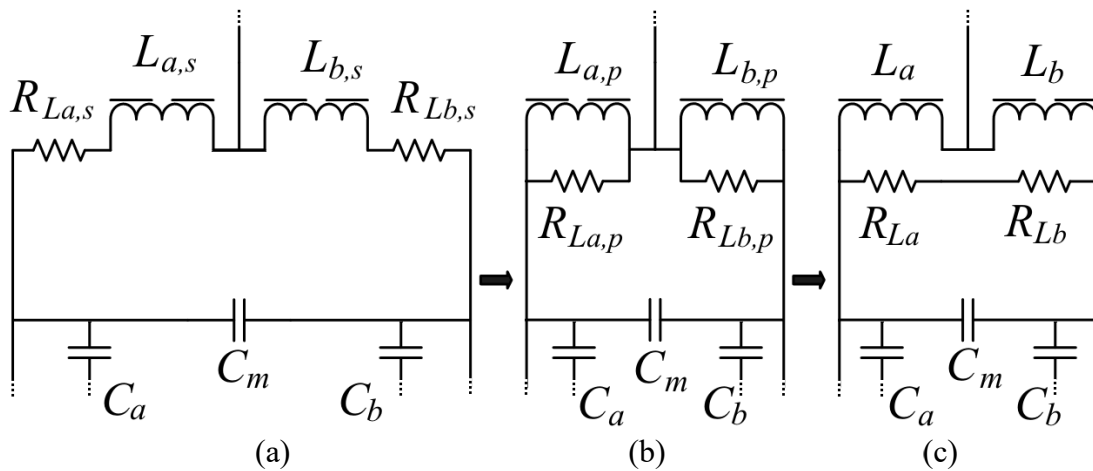 L_{a,s} L_{b,s}
R_{La,s} R_{Lb,s}
C_m
C_a C_b
(a)
L_{a,p} L_{b,p}
R_{La,p} R_{Lb,p}
C_m
C_a C_b
(b)
L_a L_b
R_{La} R_{Lb}
C_m
C_a C_b
(c)